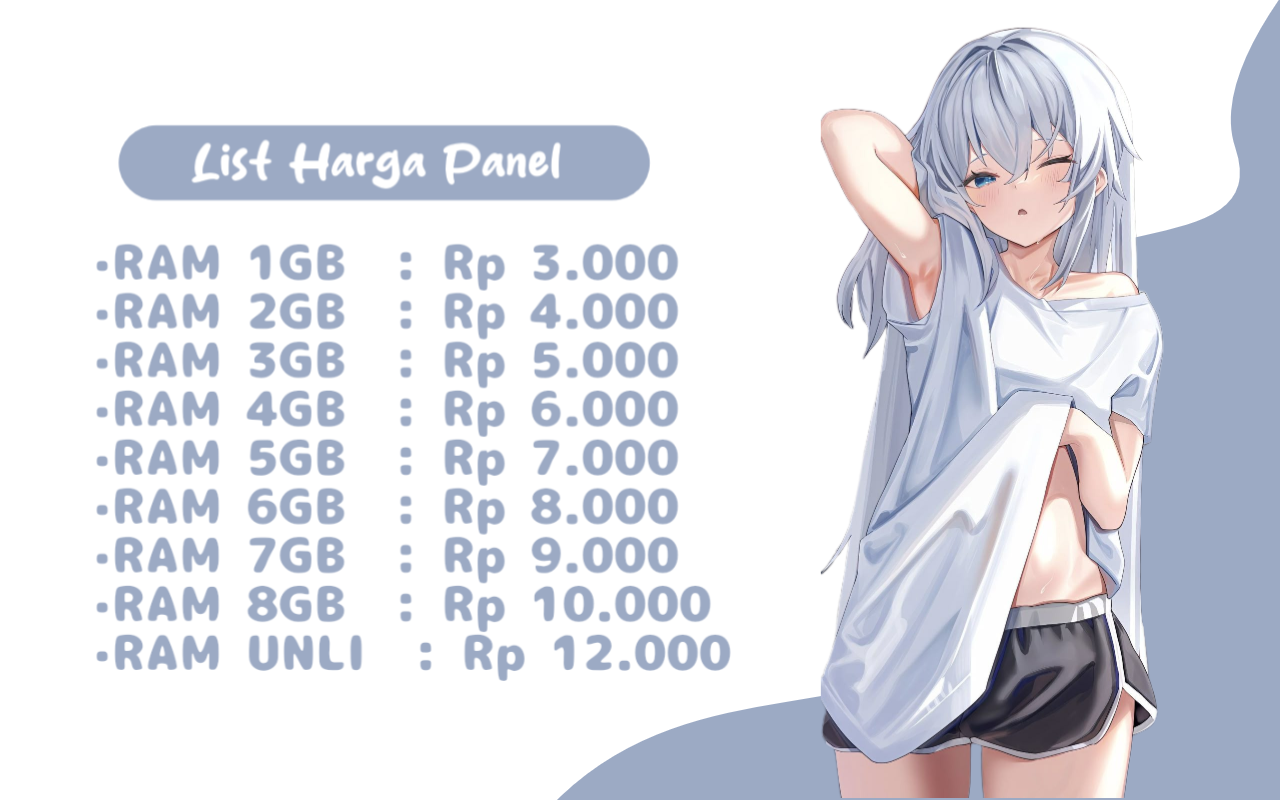 List Harga Panel
•RAM 1GB : Rp 3.000
•RAM 2GB : Rp 4.000
•RAM 3GB : Rp 5.000
•RAM 4GB : Rp 6.000
•RAM 5GB : Rp 7.000
•RAM 6GB : Rp 8.000
•RAM 7GB : Rp 9.000
•RAM 8GB : Rp 10.000
•RAM UNLI : Rp 12.000